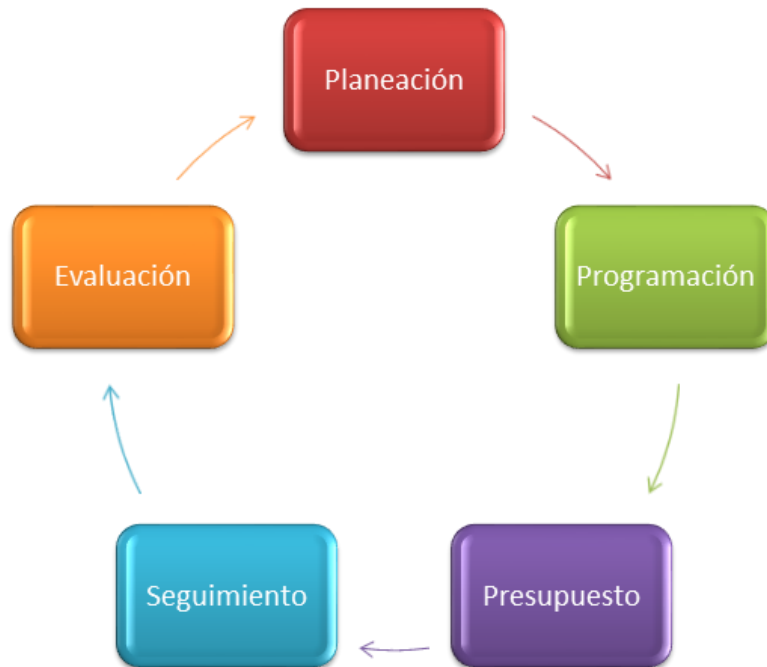 Planeación
Programación
Presupuesto
Seguimiento
Evaluación